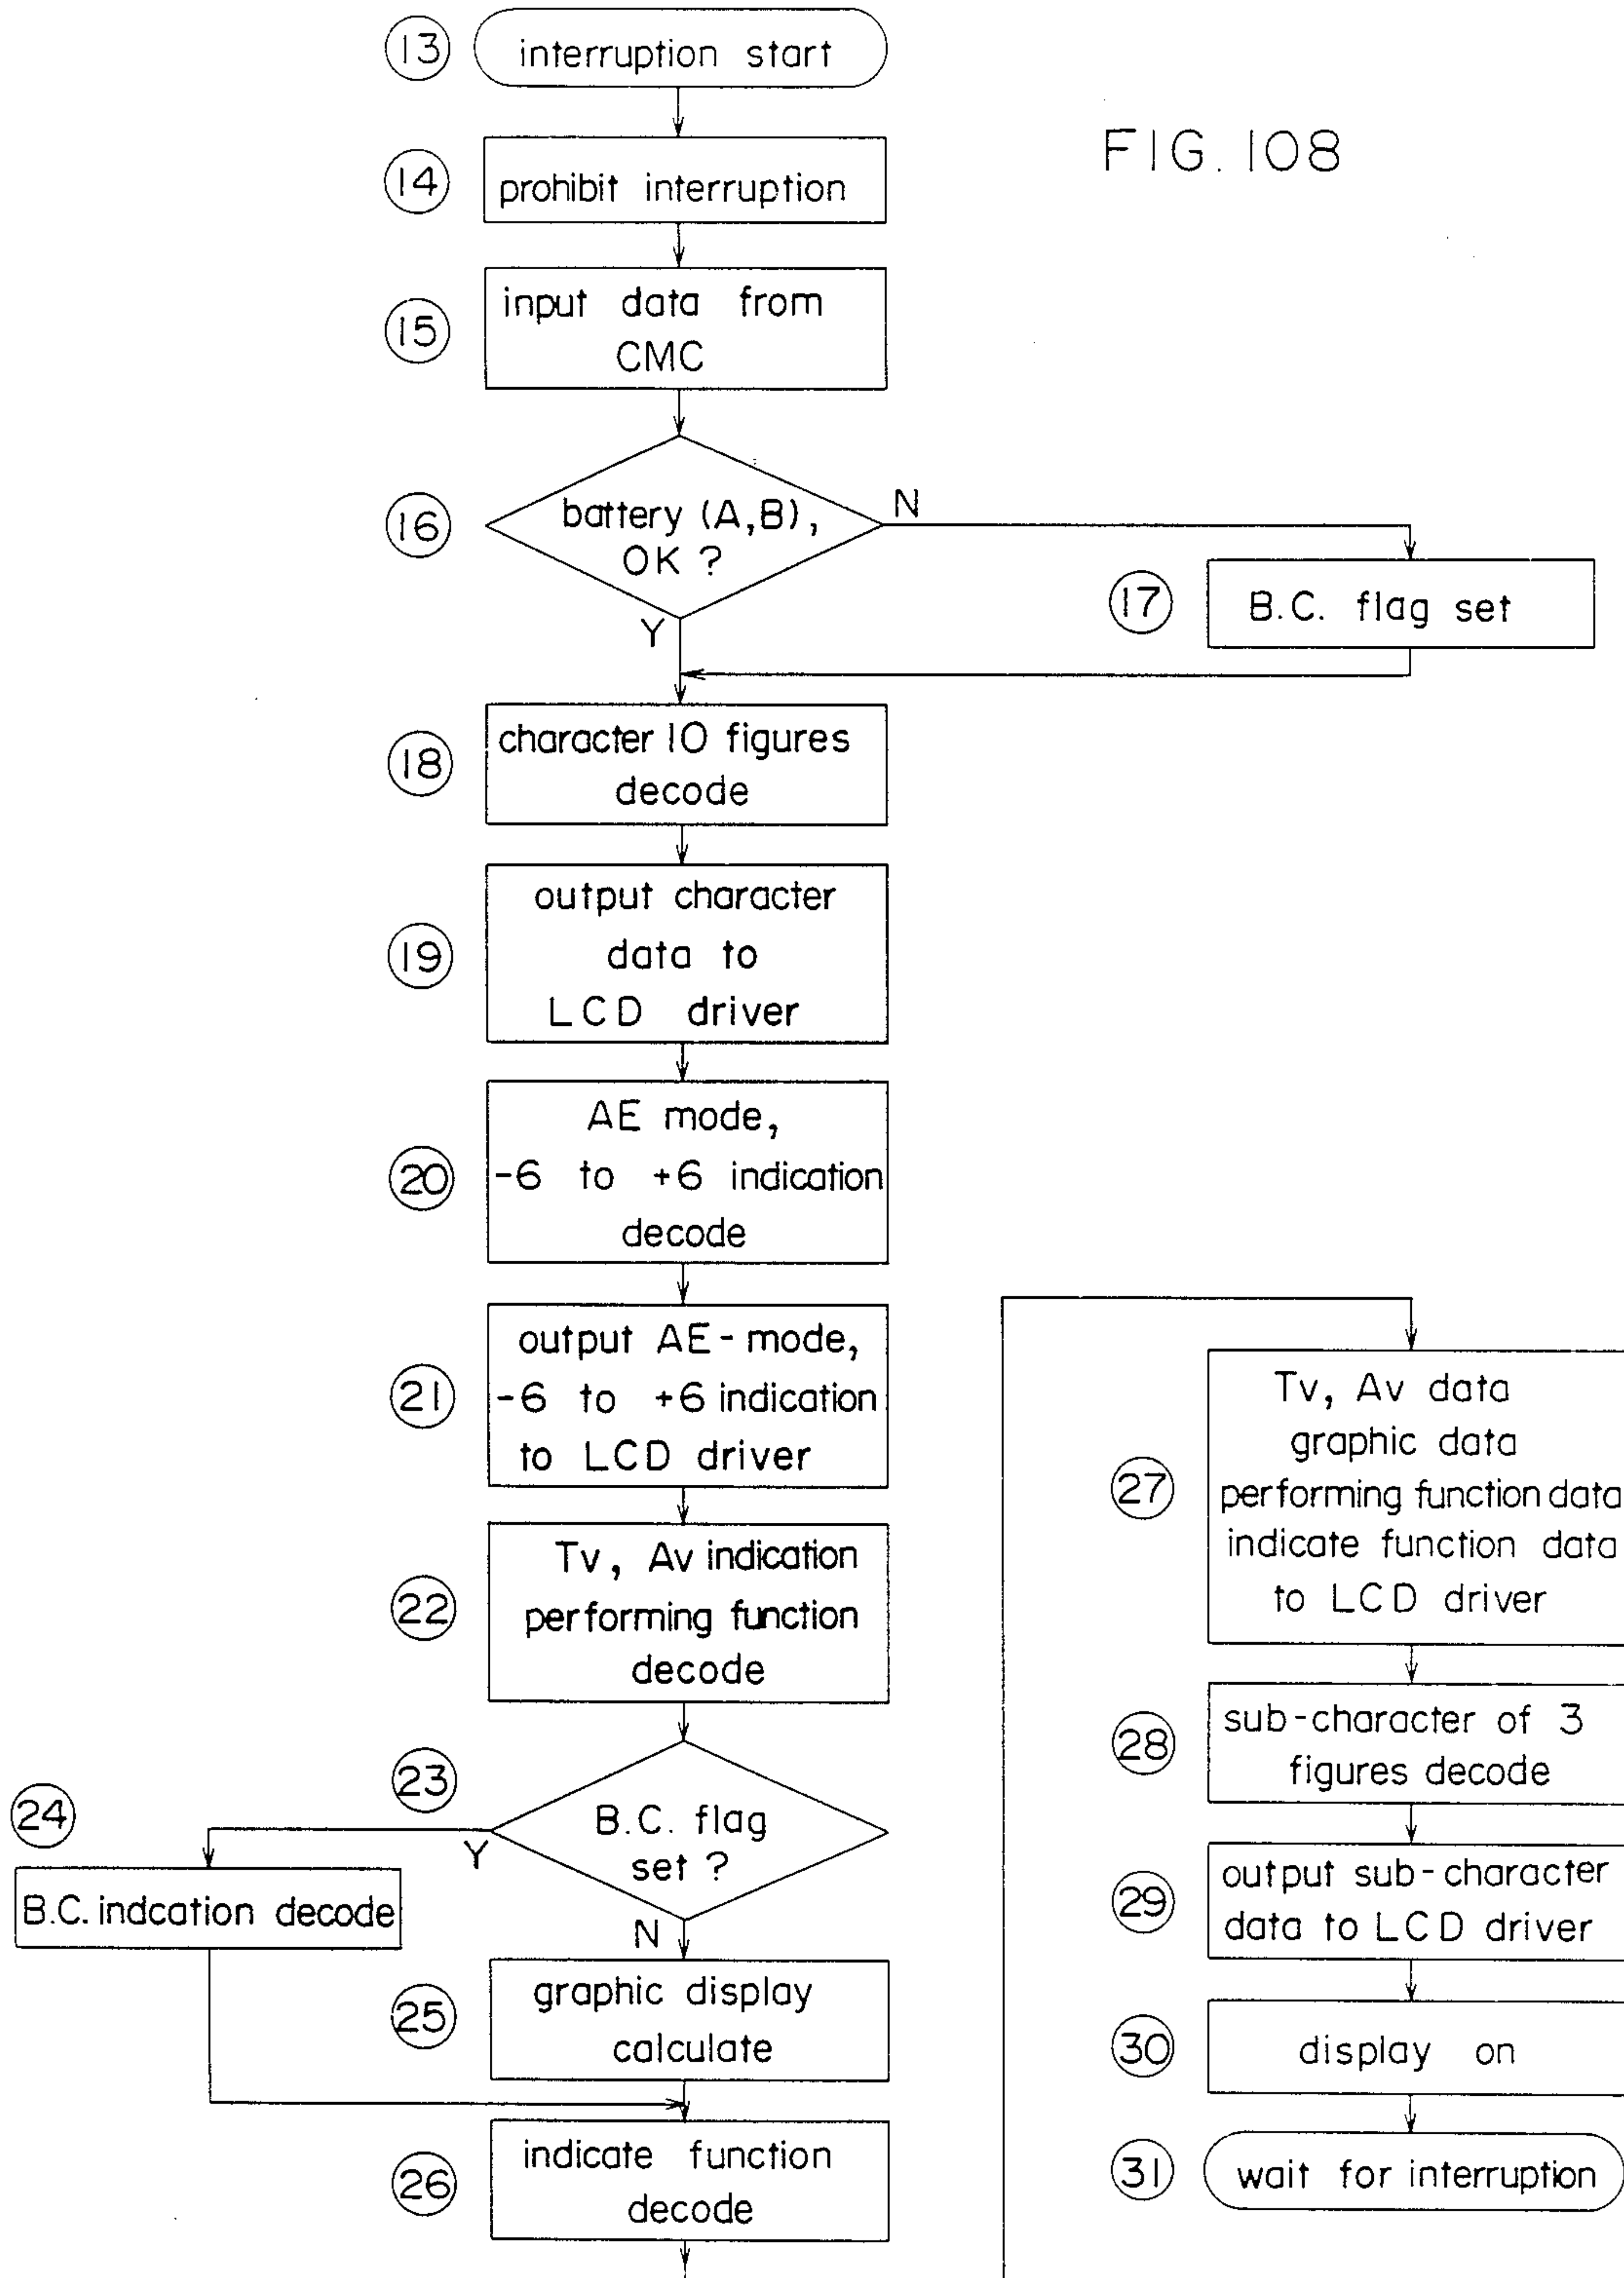 FIG. 108
13 interruption start
14 prohibit interruption
15 input data from
CMC
16 battery (A,B),
OK ?
N
Y
17 B.C. flag set
18 character 10 figures
decode
19 output character
data to
LCD driver
20 AE mode,
-6 to +6 indication
decode
21 output AE-mode,
-6 to +6 indication
to LCD driver
22 Tv, Av indication
performing function
decode
23 B.C. flag
set ?
Y
N
24 B.C. indcation decode
25 graphic display
calculate
26 indicate function
decode
27 Tv, Av data
graphic data
performing function data
indicate function data
to LCD driver
28 sub-character of 3
figures decode
29 output sub-character
data to LCD driver
30 display on
31 wait for interruption